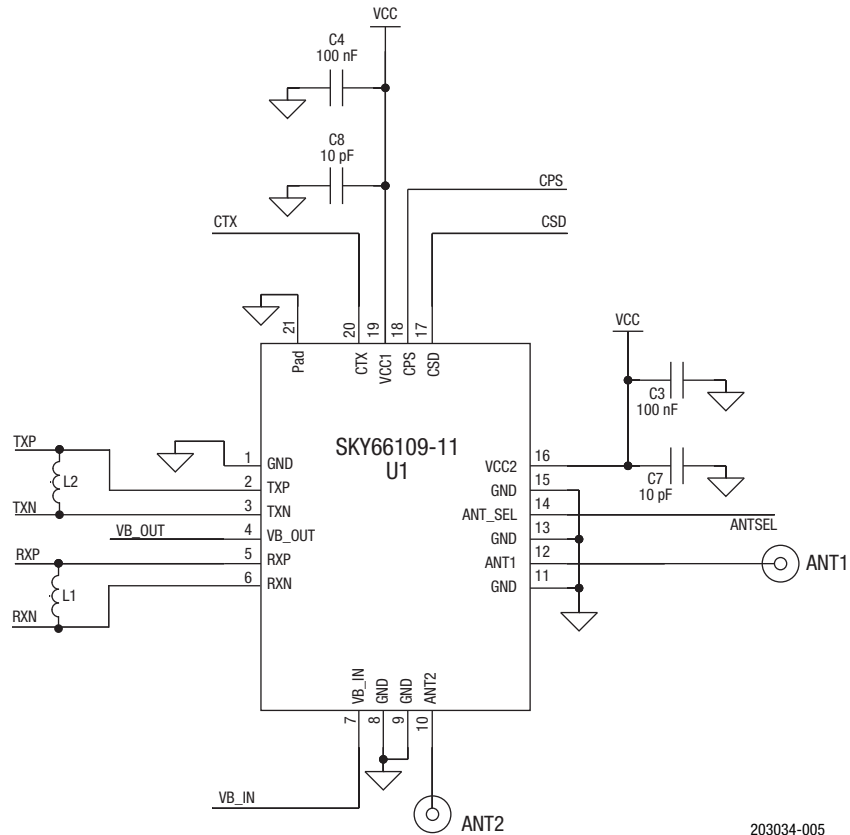 VCC
C4
100 nF
C8
10 pF
CPS
CTX
CSD
21
20
19
18
17
Pad
CTX
VCC1
CPS
CSD
VCC
C3
100 nF
C7
10 pF
SKY66109-11
U1
TXP
L2
TXN
VB_OUT
RXP
L1
RXN
1
2
3
4
5
6
GND
TXP
TXN
VB_OUT
RXP
RXN
VCC2
GND
ANT_SEL
GND
ANT1
GND
16
15
14
13
12
11
ANTSEL
ANT1
VB_IN
GND
GND
ANT2
7
8
9
10
VB_IN
ANT2
203034-005